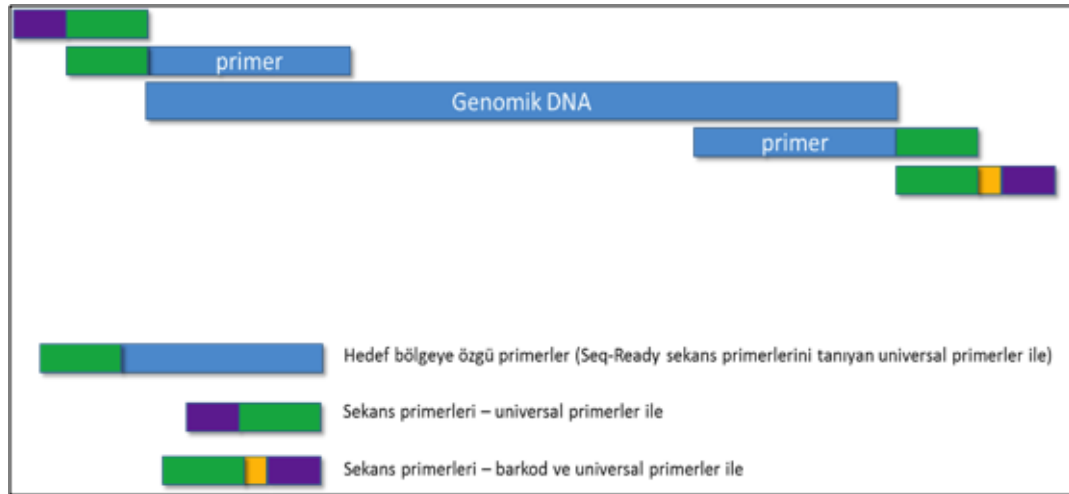 primer
Genomik DNA
primer
Hedef bölgeye özgü primerler (Seq-Ready sekans primerlerini tanıyan universal primerler ile)
Sekans primerleri – universal primerler ile
Sekans primerleri – barkod ve universal primerler ile